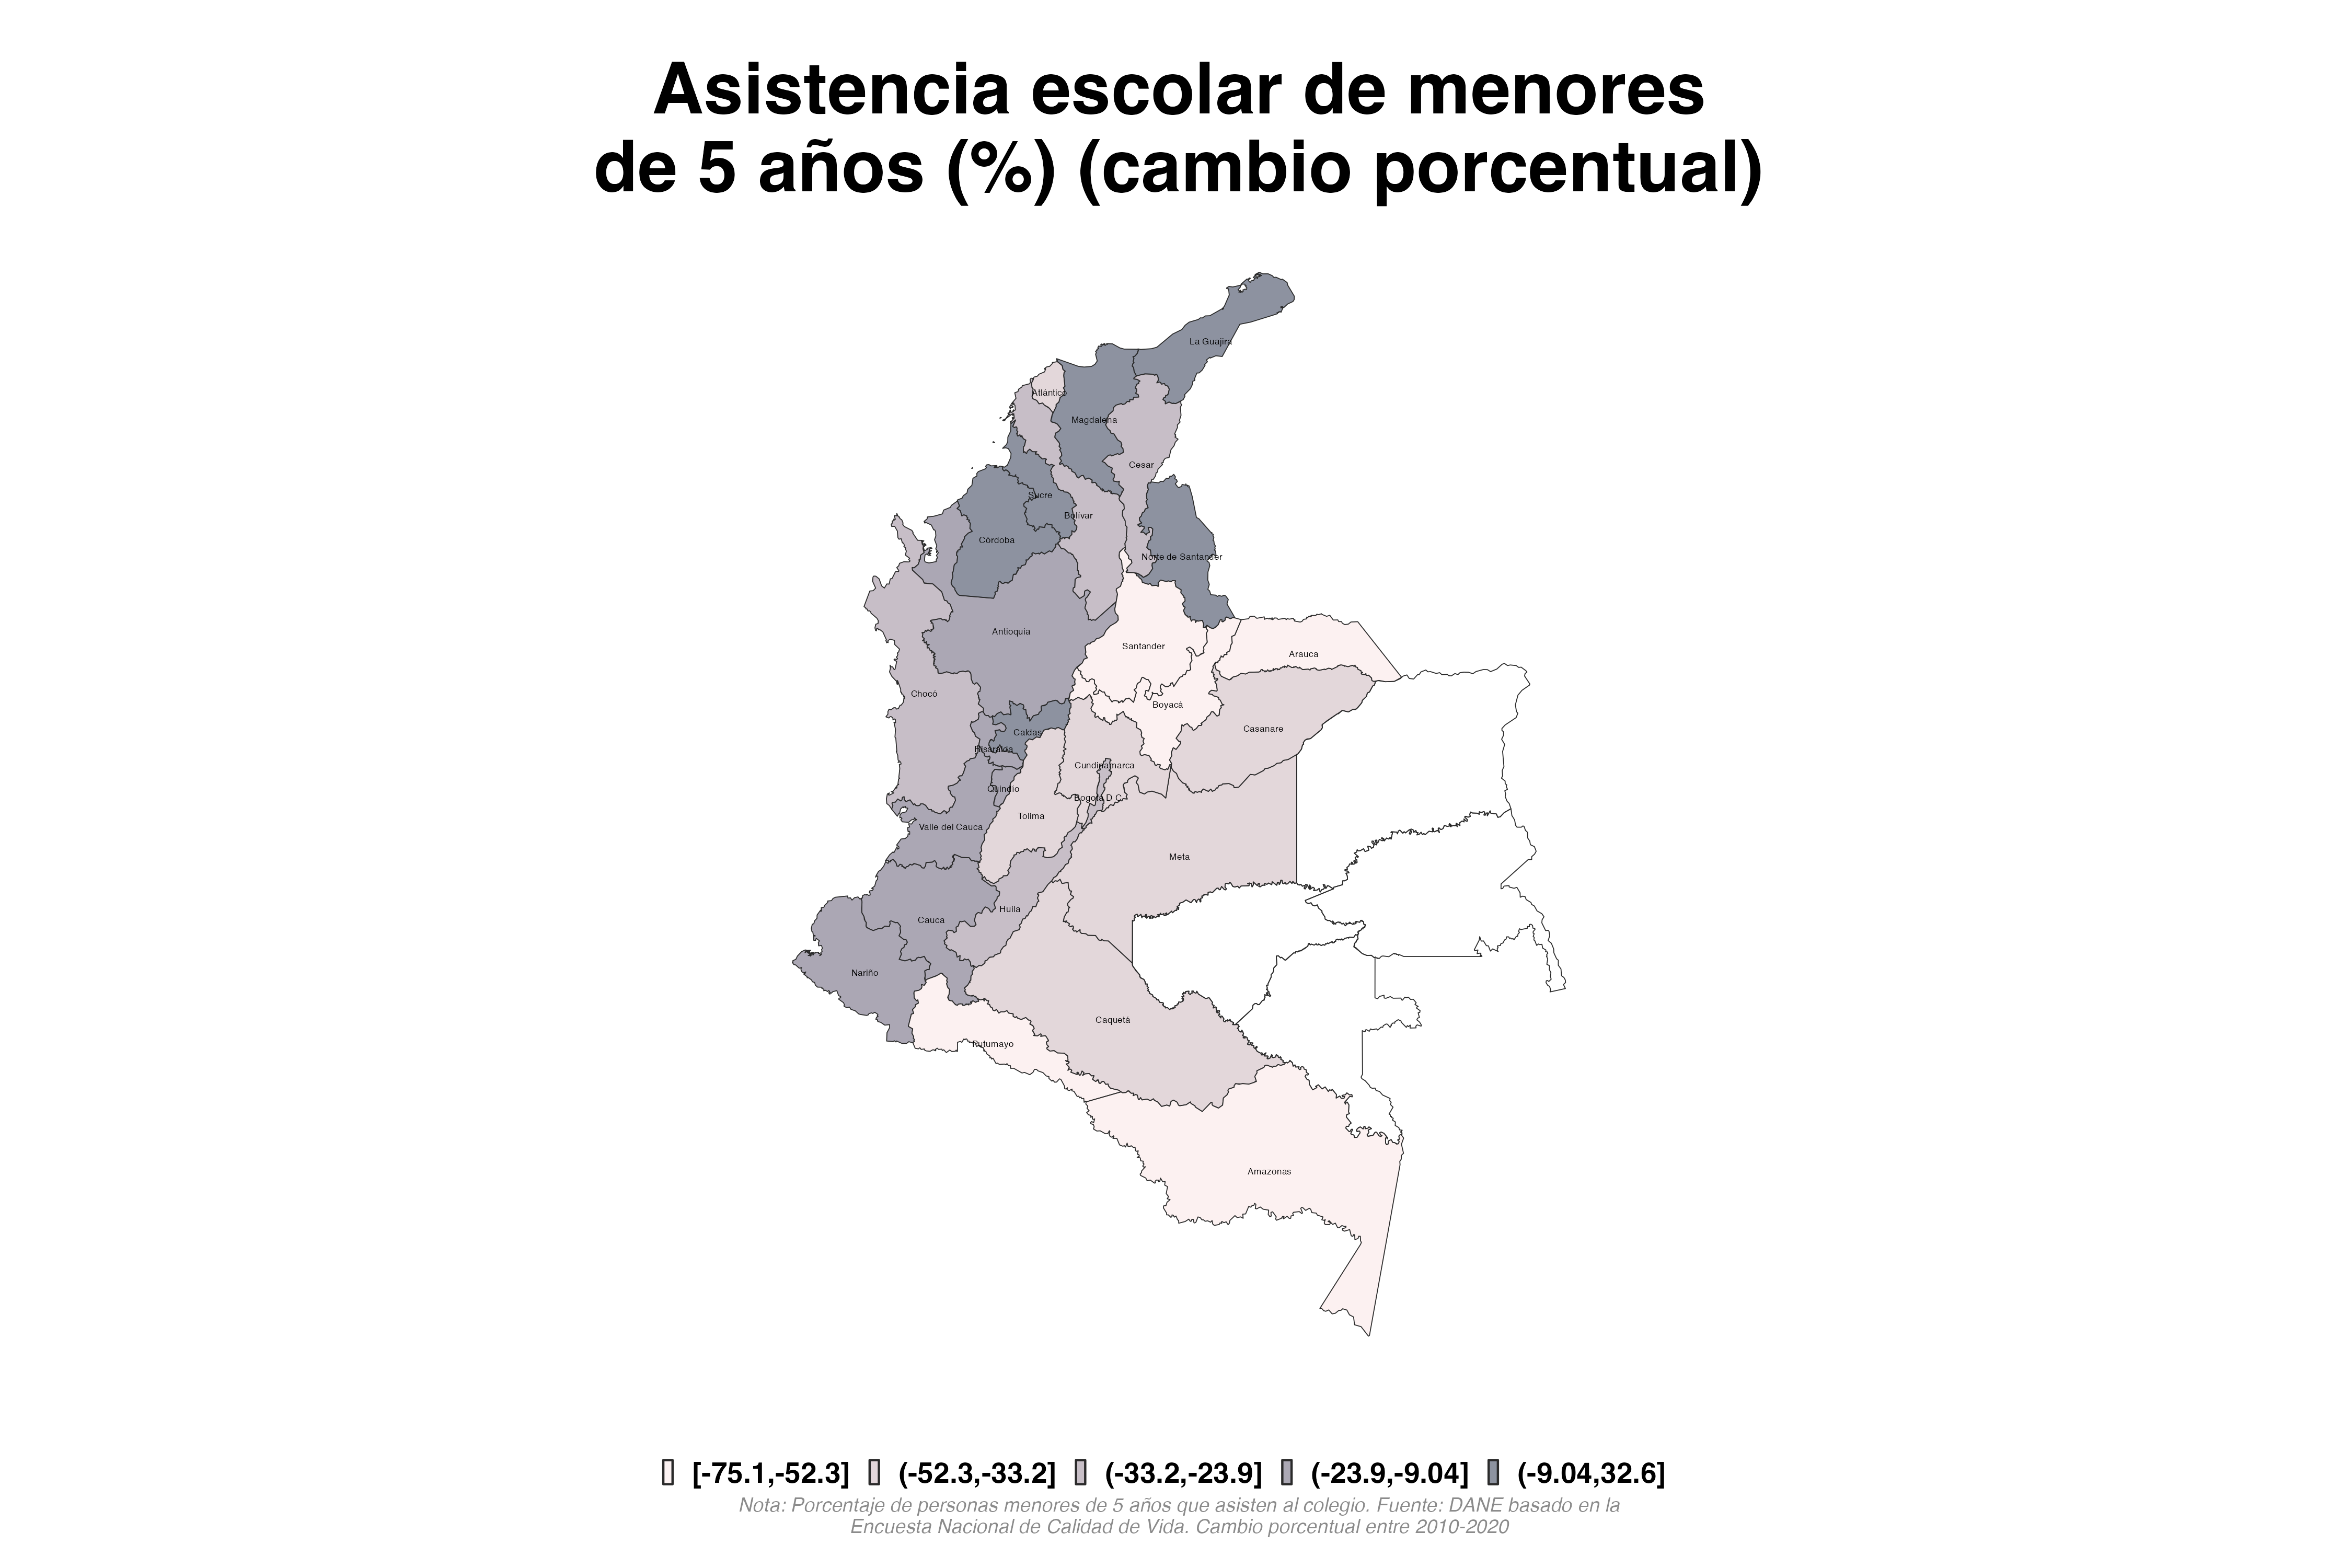 Asistencia escolar de menores
de 5 años (%) (cambio porcentual)
La Guajira
Atlántico
Magdalena
Cesar
Sucre
Bolívar
Córdoba
Norte de Santander
Antioquia
Santander
Arauca
Chocó
Boyacá
Casanare
Caldas
Risaralda
Cundinamarca
Quindío
Bogotá D.C.
Tolima
Valle del Cauca
Meta
Huila
Cauca
Nariño
Caquetá
Putumayo
Amazonas
[-75.1,-52.3] (-52.3,-33.2] (-33.2,-23.9] (-23.9,-9.04] (-9.04,32.6]
Nota: Porcentaje de personas menores de 5 años que asisten al colegio. Fuente: DANE basado en la
Encuesta Nacional de Calidad de Vida. Cambio porcentual entre 2010-2020